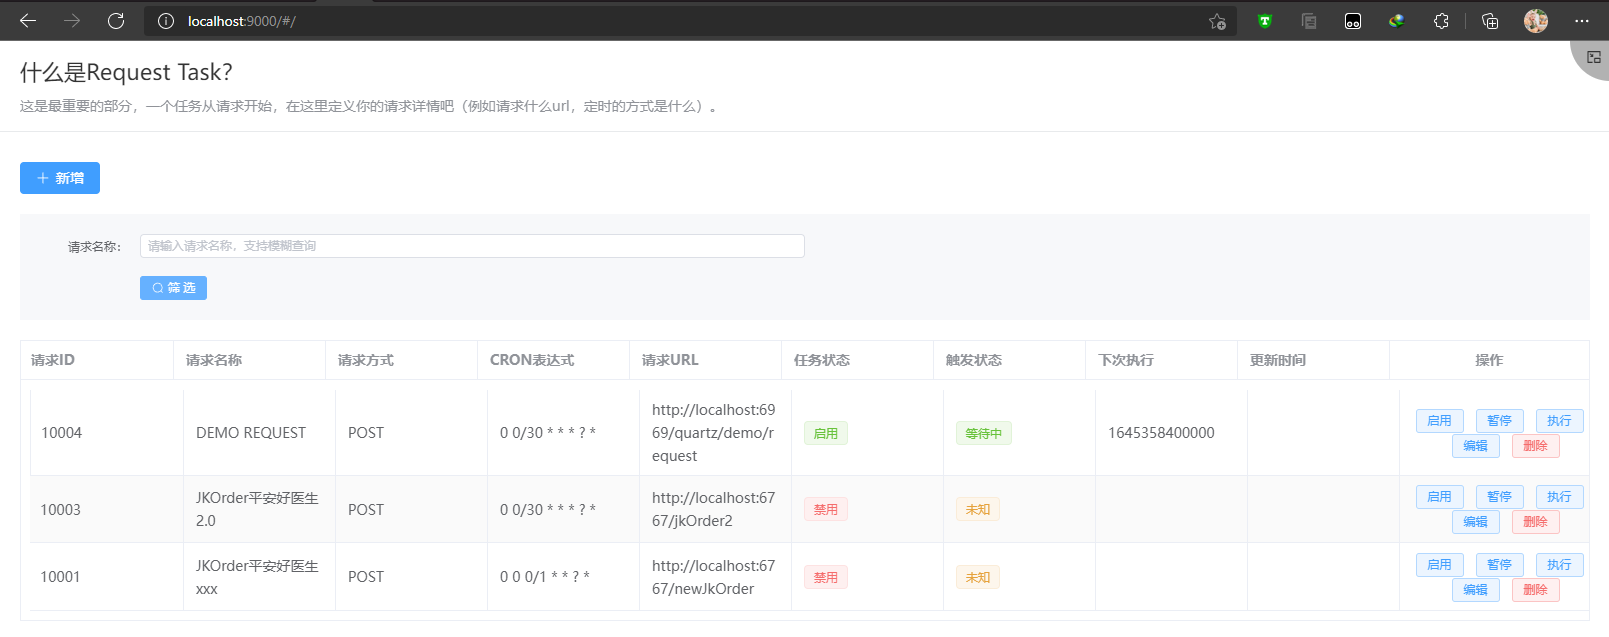 localhost:9000/#/
什么是Request Task?
这是最重要的部分，一个任务从请求开始，在这里定义你的请求详情吧（例如请求什么url，定时的方式是什么）。
新增
请求名称：
请输入请求名称，支持模糊查询
筛 选
请求ID 请求名称 请求方式 CRON表达式 请求URL 任务状态 触发状态 下次执行 更新时间 操作
10004 DEMO REQUEST POST 0 0/30 * * * ? * http://localhost:69
69/quartz/demo/r
equest 启用 等待中 1645358400000 启用 暂停 执行
编辑 删除
10003 JKOrder平安好医生
2.0 POST 0 0/30 * * * ? * http://localhost:67
67/jkOrder2 禁用 未知 启用 暂停 执行
编辑 删除
10001 JKOrder平安好医生
xxx POST 0 0 0/1 * * ? * http://localhost:67
67/newJkOrder 禁用 未知 启用 暂停 执行
编辑 删除